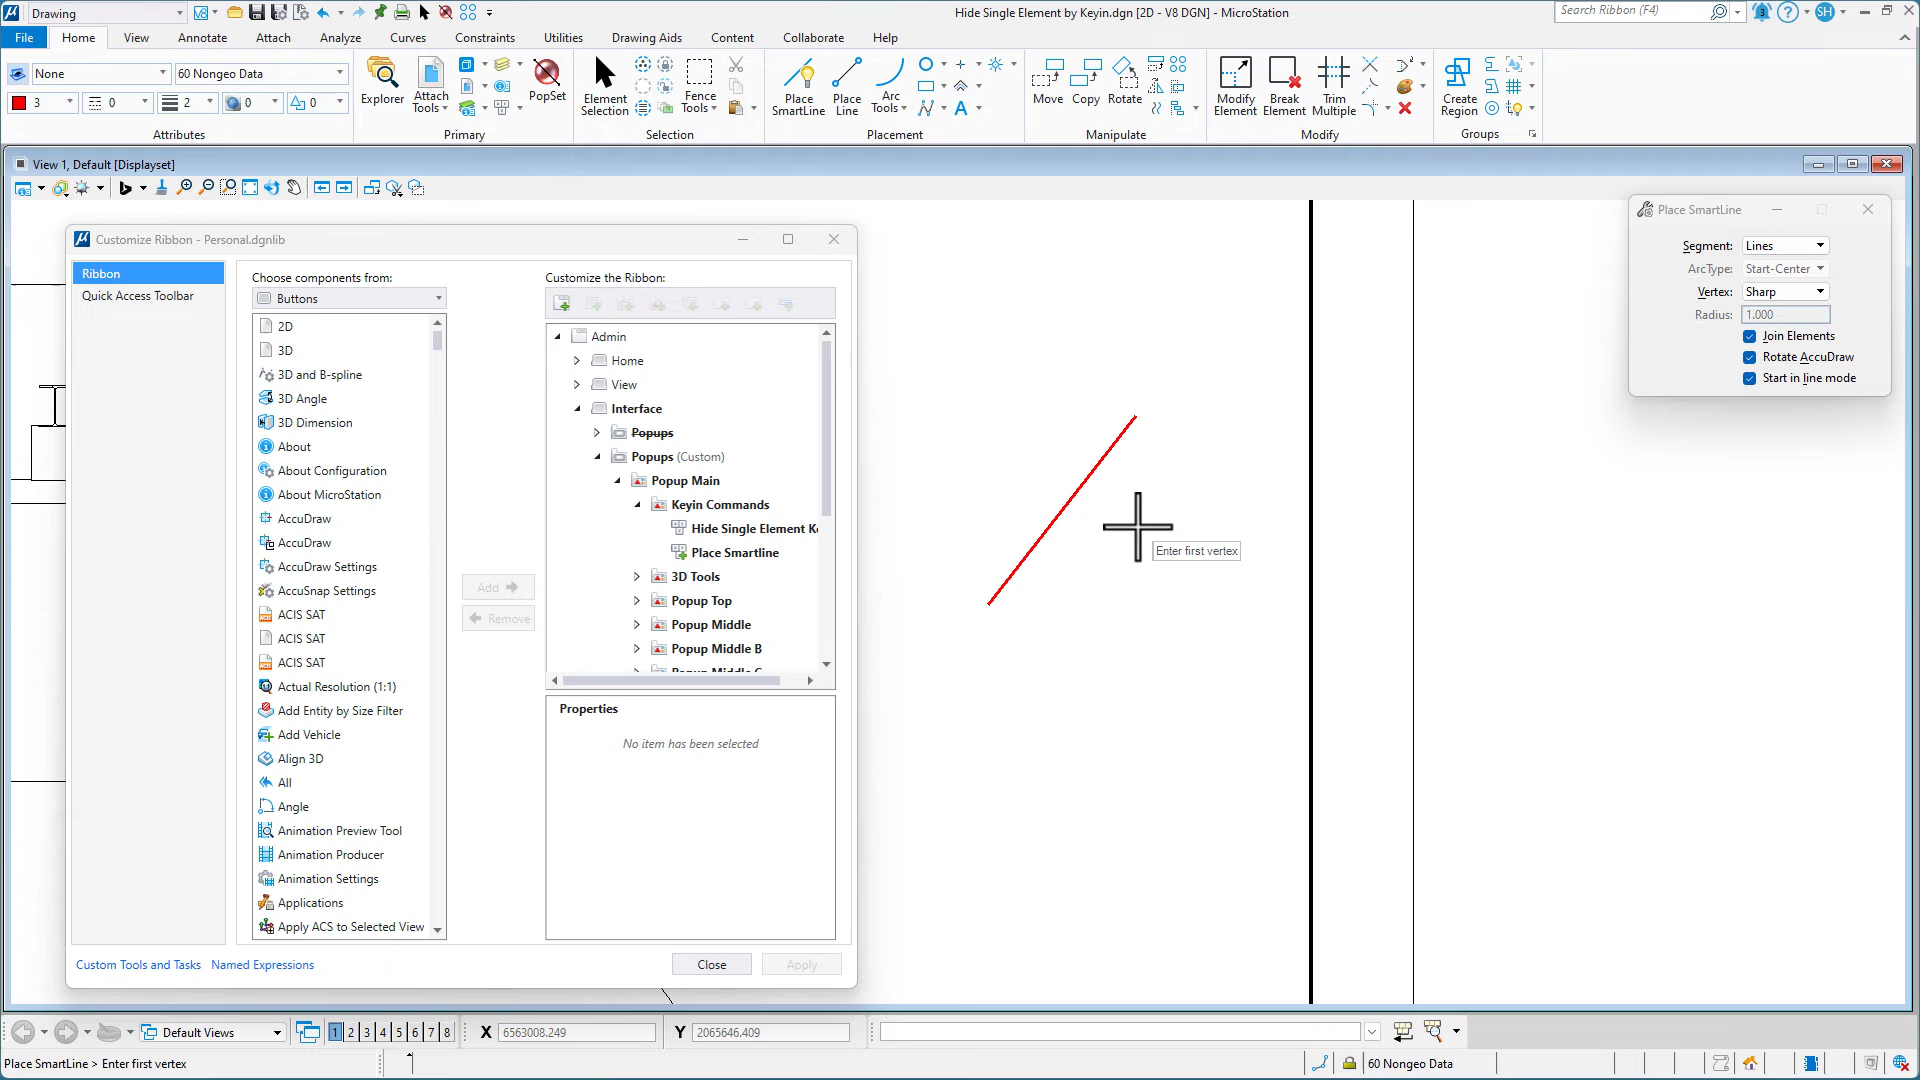 Drawing
Hide Single Element by Keyin.dgn [2D - V8 DGN] - MicroStation
Search Ribbon (F4)
3
SH
File
Home
View
Annotate
Attach
Analyze
Curves
Constraints
Utilities
Drawing Aids
Content
Collaborate
Help
None
60 Nongeo Data
3
0
2
0
0
Attributes
Explorer
Attach Tools
PopSet
Primary
Element Selection
Fence Tools
Selection
Place SmartLine
Place Line
Arc Tools
Placement
Move
Copy
Rotate
Manipulate
Modify Element
Break Element
Trim Multiple
Modify
Create Region
Groups
View 1, Default [Displayset]
Customize Ribbon - Personal.dgnlib
Ribbon
Quick Access Toolbar
Choose components from:
Buttons
2D
3D
3D and B-spline
3D Angle
3D Dimension
About
About Configuration
About MicroStation
AccuDraw
AccuDraw
AccuDraw Settings
AccuSnap Settings
ACIS SAT
ACIS SAT
ACIS SAT
Actual Resolution (1:1)
Add Entity by Size Filter
Add Vehicle
Align 3D
All
Angle
Animation Preview Tool
Animation Producer
Animation Settings
Applications
Apply ACS to Selected View
Add
Remove
Customize the Ribbon:
Admin
Home
View
Interface
Popups
Popups (Custom)
Popup Main
Keyin Commands
Hide Single Element K
Place Smartline
3D Tools
Popup Top
Popup Middle
Popup Middle B
Popup Middle C
Properties
No item has been selected
Custom Tools and Tasks
Named Expressions
Close
Apply
Enter first vertex
Place SmartLine
Segment: Lines
ArcType: Start-Center
Vertex: Sharp
Radius: 1.000
Join Elements
Rotate AccuDraw
Start in line mode
Default Views
1 2 3 4 5 6 7 8
X 6563008.249
Y 2065646.409
Place SmartLine > Enter first vertex
60 Nongeo Data